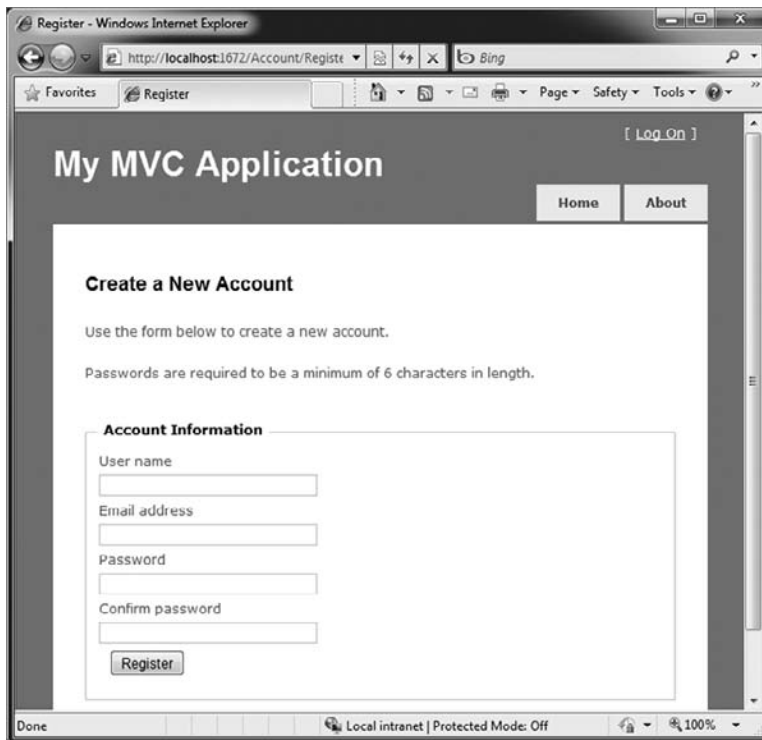 Register - Windows Internet Explorer
http://localhost:1672/Account/Registe
Bing
Favorites
Register
Page
Safety
Tools
[ Log On ]
My MVC Application
Home
About
Create a New Account
Use the form below to create a new account.
Passwords are required to be a minimum of 6 characters in length.
Account Information
User name
Email address
Password
Confirm password
Register
Done
Local intranet | Protected Mode: Off
100%